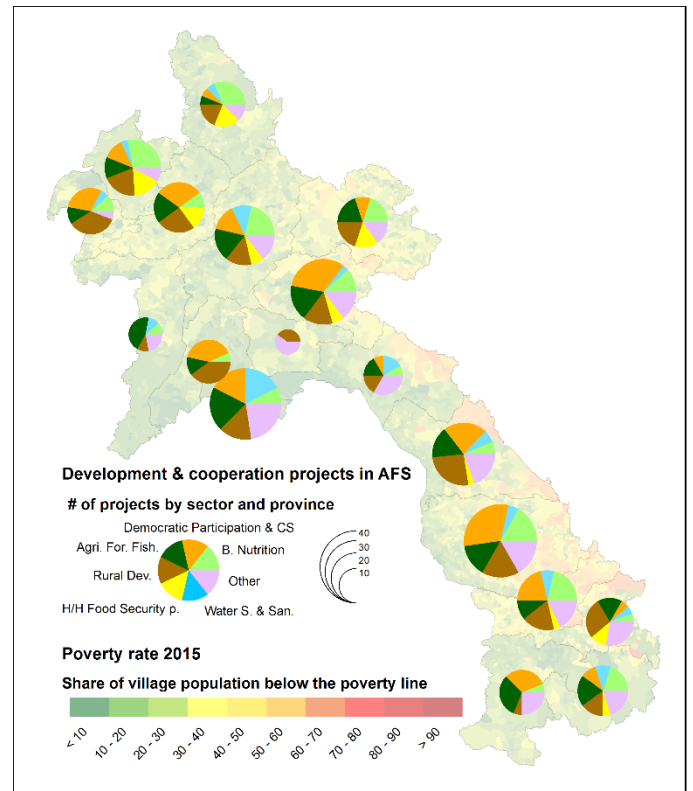 Development & cooperation projects in AFS
# of projects by sector and province
Democratic Participation & CS
Agri. For. Fish.
B. Nutrition
Rural Dev.
Other
H/H Food Security p.
Water S. & San.
40
30
20
10
Poverty rate 2015
Share of village population below the poverty line
< 10
10 - 20
20 - 30
30 - 40
40 - 50
50 - 60
60 - 70
70 - 80
80 - 90
> 90